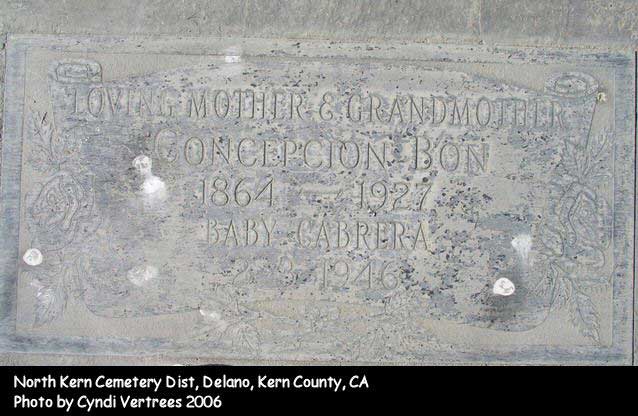 LOVING MOTHER & GRANDMOTHER
CONCEPCION BON
1864 — 1927
BABY CABRERA
1946
North Kern Cemetery Dist, Delano, Kern County, CA
Photo by Cyndi Vertrees 2006